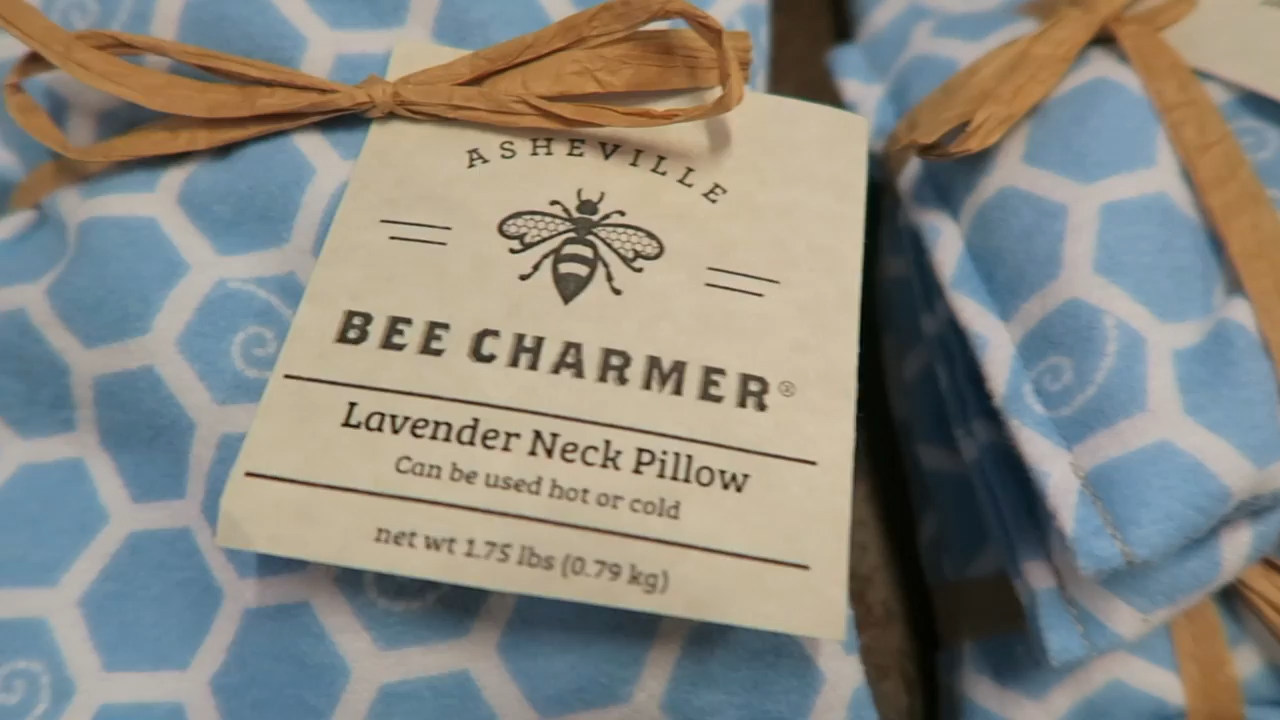 ASHEVILLE
BEE CHARMER®
Lavender Neck Pillow
Can be used hot or cold
net wt 1.75 lbs (0.79 kg)